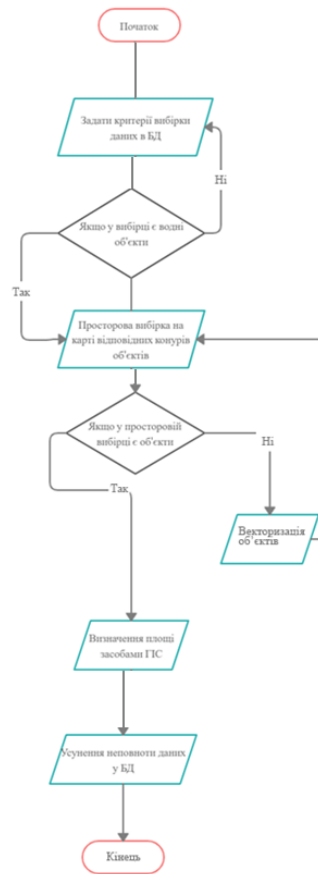 Початок
Задати критерії вибірки
даних в БД
Ні
Якщо у вибірці є водні
об'єкти
Так
Просторова вибірка на
карті відповідних конурів
об'єктів
Якщо у просторовій
вибірці є об'єкти
Ні
Так
Векторизація
об'єктів
Визначення площі
засобами ГІС
Усунення неповноти даних
у БД
Кінець